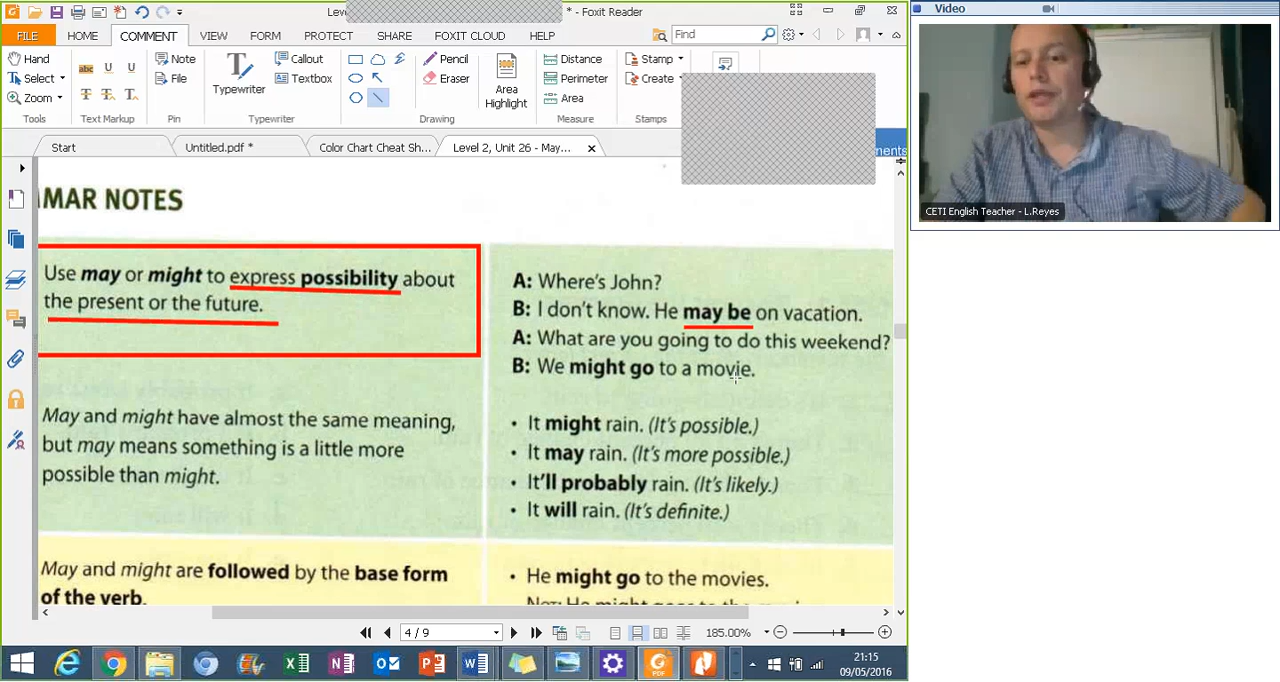 Leve
* - Foxit Reader
Video
FILE
HOME
COMMENT
VIEW
FORM
PROTECT
SHARE
FOXIT CLOUD
HELP
Find
Hand
Select
Zoom
Tools
Text Markup
Note
File
Pin
Typewriter
Callout
Textbox
Typewriter
Pencil
Eraser
Area
Highlight
Drawing
Distance
Perimeter
Area
Measure
Stamp
Create
Stamps
ments
Start
Untitled.pdf *
Color Chart Cheat Sh...
Level 2, Unit 26 - May...
CETI English Teacher - L.Reyes
MAR NOTES
Use may or might to express possibility about
the present or the future.
A: Where's John?
B: I don't know. He may be on vacation.
A: What are you going to do this weekend?
B: We might go to a movie.
May and might have almost the same meaning,
but may means something is a little more
possible than might.
• It might rain. (It's possible.)
• It may rain. (It's more possible.)
• It'll probably rain. (It's likely.)
• It will rain. (It's definite.)
May and might are followed by the base form
of the verb.
• He might go to the movies.
4 / 9
185.00%
21:15
09/05/2016